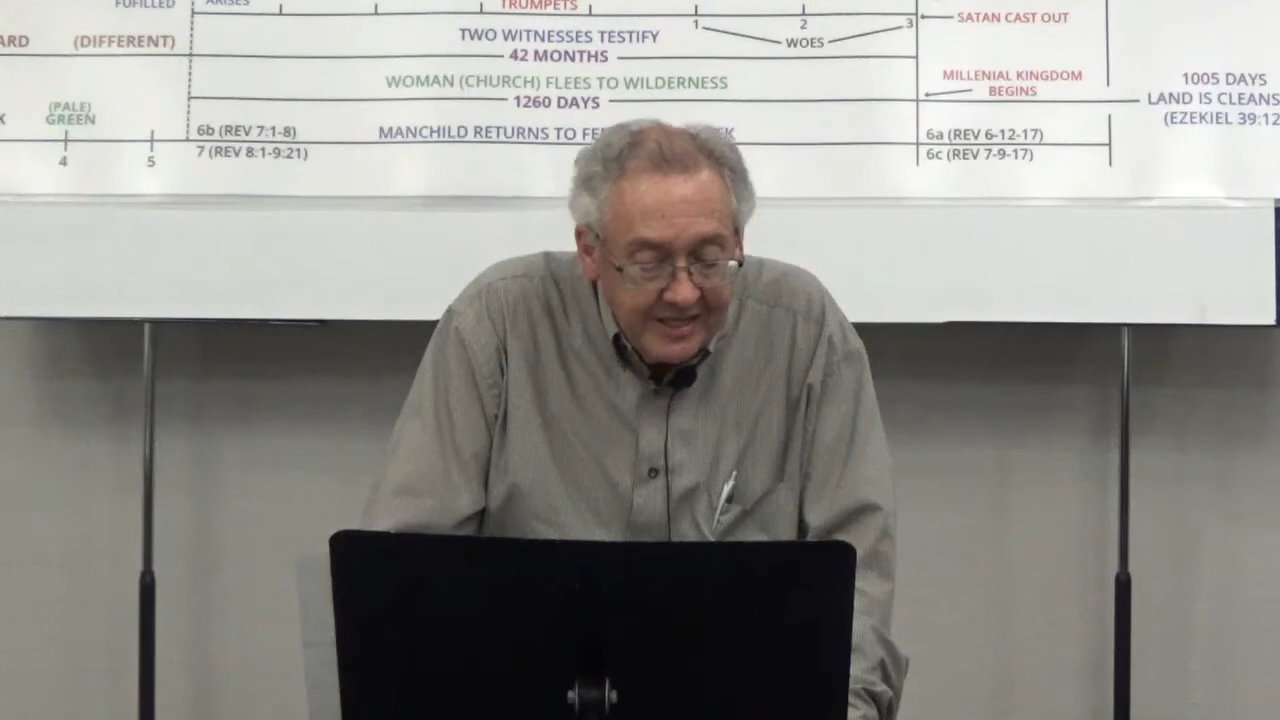 FUFILLED
ARISES
TRUMPETS
1 2 3
SATAN CAST OUT
ARD (DIFFERENT)
TWO WITNESSES TESTIFY
WOES
42 MONTHS
WOMAN (CHURCH) FLEES TO WILDERNESS
MILLENIAL KINGDOM
BEGINS
1005 DAYS
1260 DAYS
LAND IS CLEANS
(PALE)
GREEN
(EZEKIEL 39:12
6b (REV 7:1-8)
MANCHILD RETURNS TO
6a (REV 6-12-17)
4 5
7 (REV 8:1-9:21)
6c (REV 7-9-17)